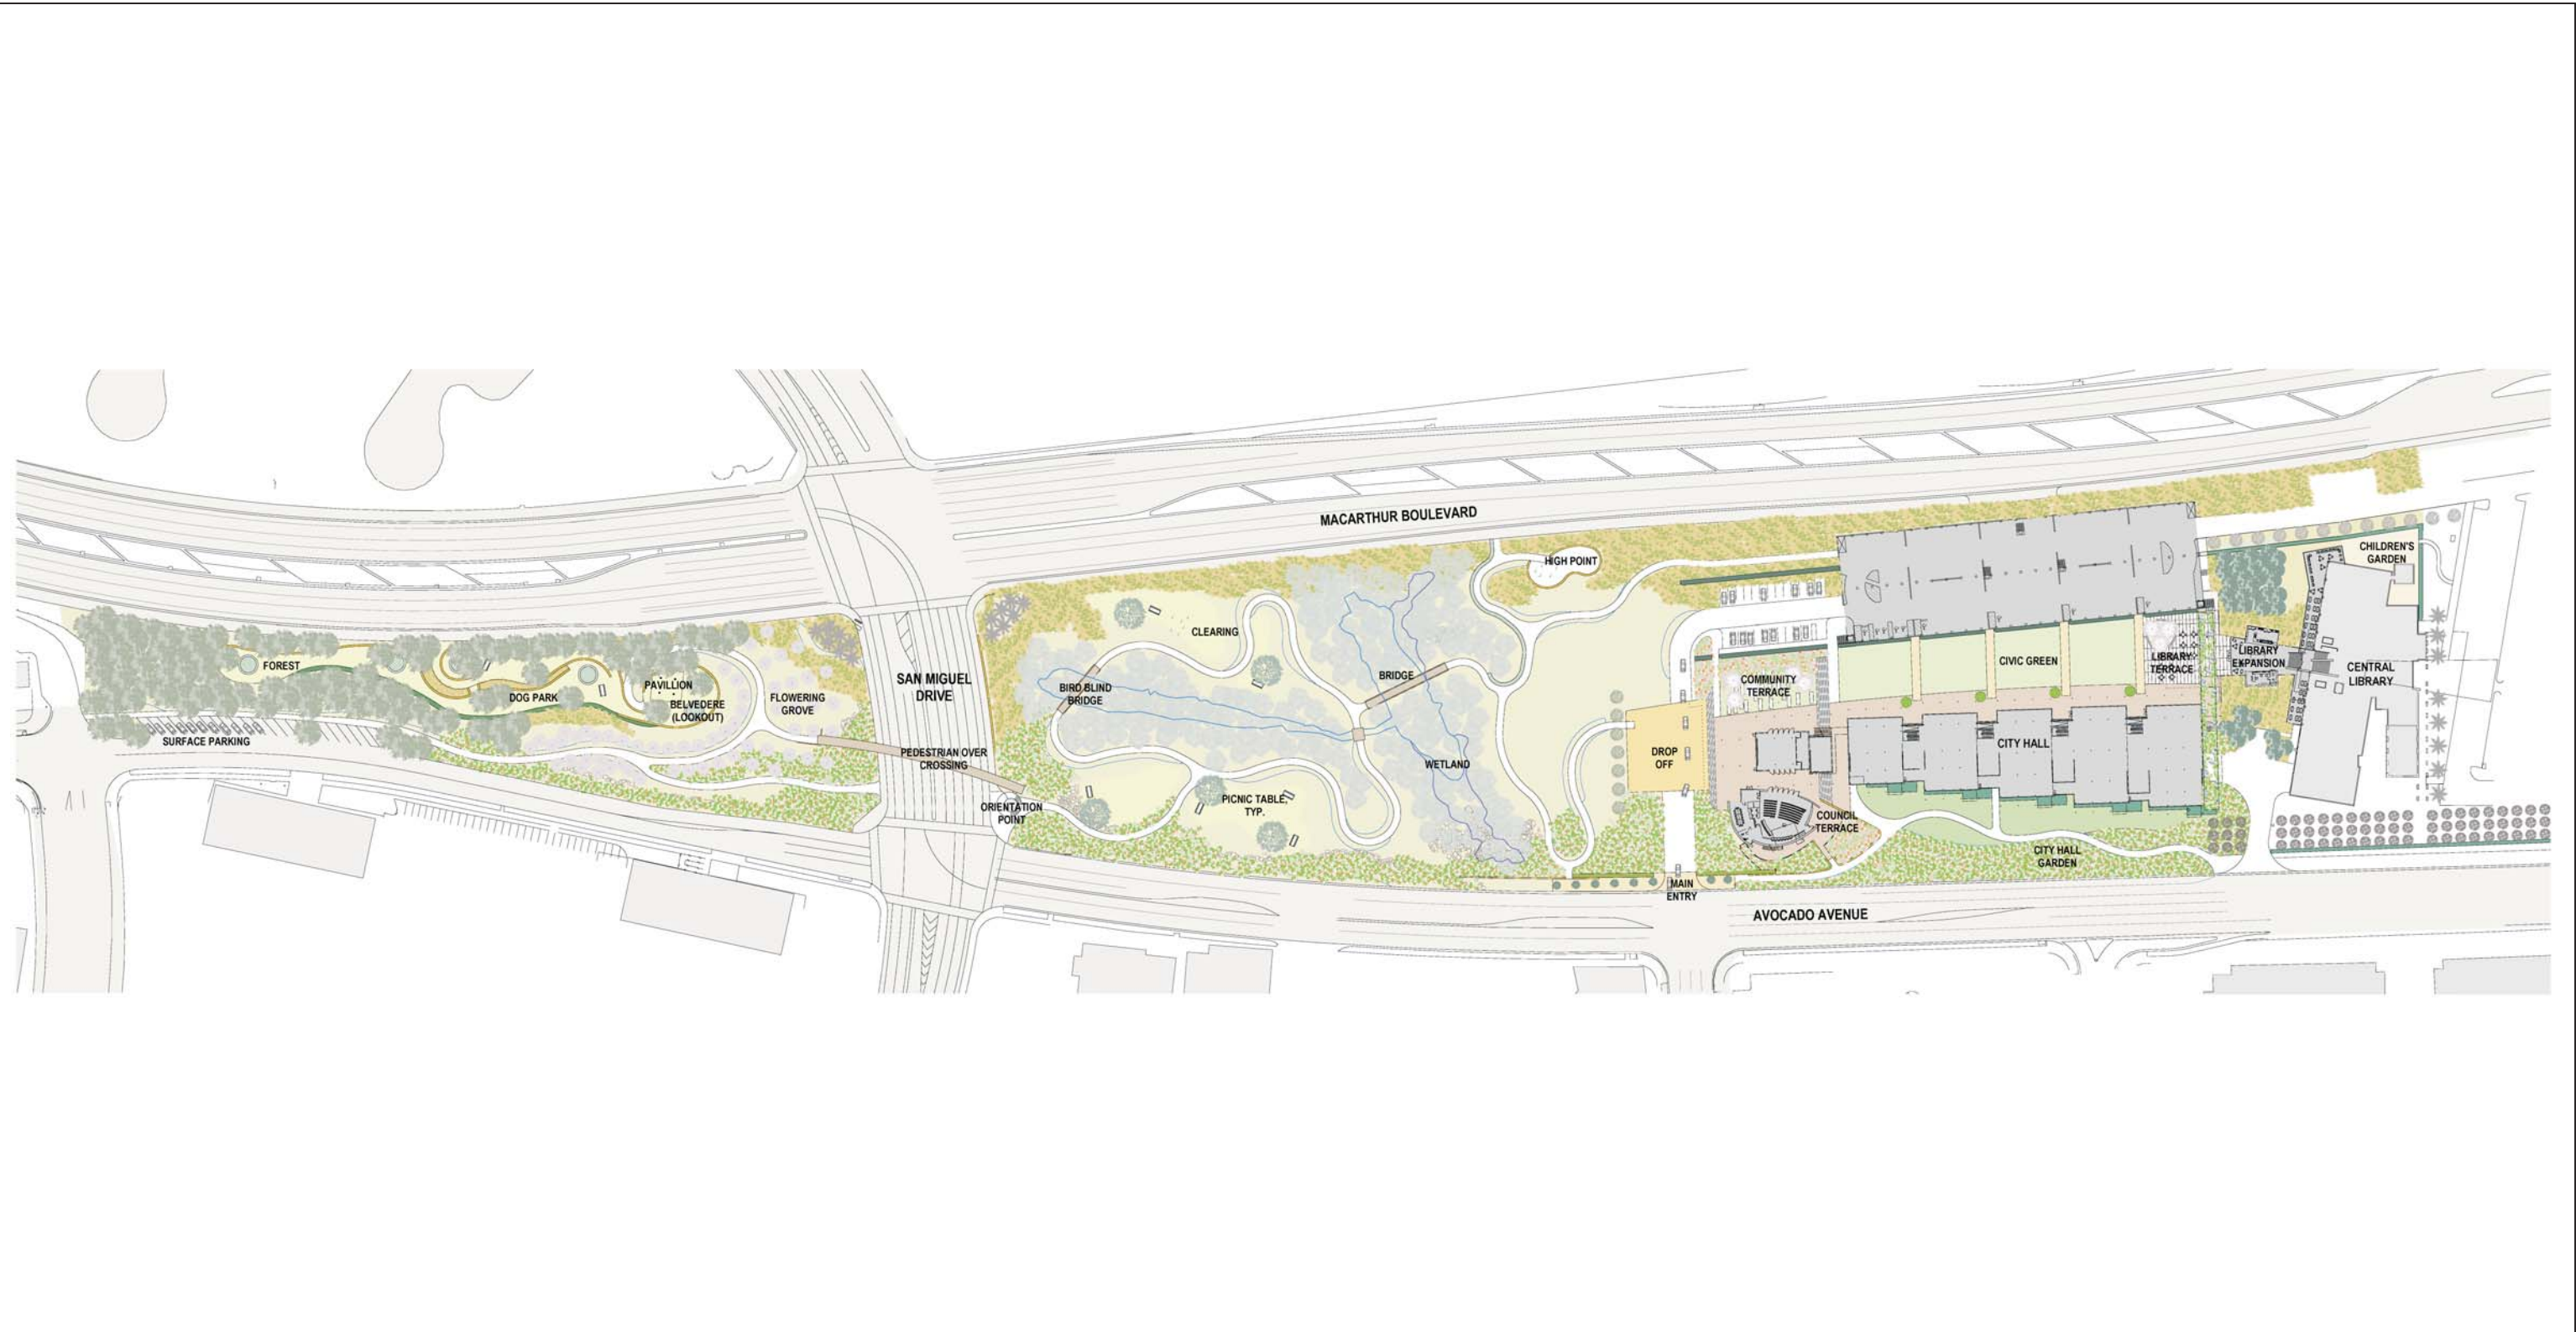 MACARTHUR BOULEVARD
HIGH POINT
CHILDREN'S
GARDEN
CLEARING
FOREST
DOG PARK
PAVILLION
BELVEDERE
(LOOKOUT)
FLOWERING
GROVE
SAN MIGUEL
DRIVE
BIRD BLIND
BRIDGE
BRIDGE
COMMUNITY
TERRACE
CIVIC GREEN
LIBRARY
TERRACE
LIBRARY
EXPANSION
CENTRAL
LIBRARY
SURFACE PARKING
PEDESTRIAN OVER
CROSSING
WETLAND
DROP
OFF
CITY HALL
ORIENTATION
POINT
PICNIC TABLE,
TYP.
COUNCIL
TERRACE
CITY HALL
GARDEN
MAIN
ENTRY
AVOCADO AVENUE